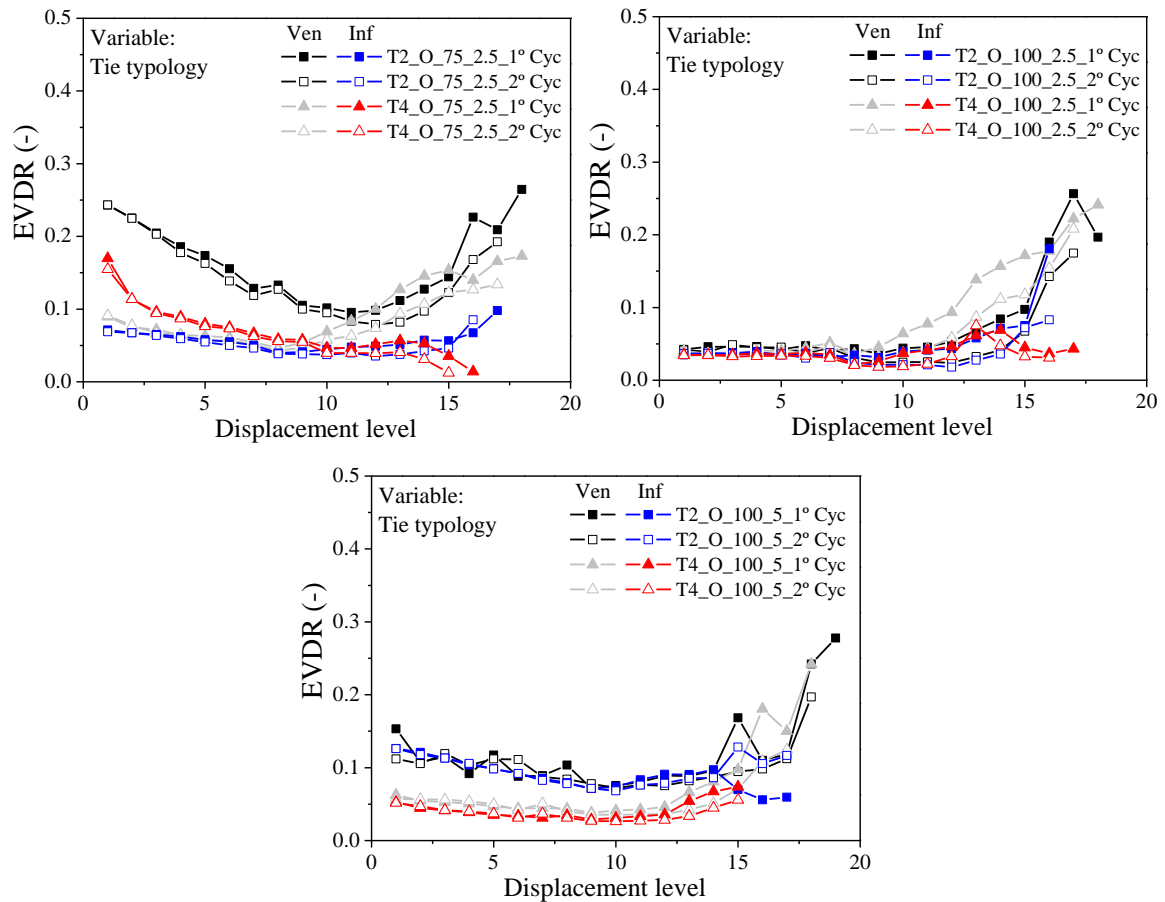 Variable:
Tie typology
Ven Inf
T2_O_75_2.5_1º Cyc
T2_O_75_2.5_2º Cyc
T4_O_75_2.5_1º Cyc
T4_O_75_2.5_2º Cyc
0.5
0.4
0.3
0.2
0.1
0.0
EVDR (-)
0 5 10 15 20
Displacement level
Variable:
Tie typology
Ven Inf
T2_O_100_2.5_1º Cyc
T2_O_100_2.5_2º Cyc
T4_O_100_2.5_1º Cyc
T4_O_100_2.5_2º Cyc
0.5
0.4
0.3
0.2
0.1
0.0
EVDR (-)
0 5 10 15 20
Displacement level
Variable:
Tie typology
Ven Inf
T2_O_100_5_1º Cyc
T2_O_100_5_2º Cyc
T4_O_100_5_1º Cyc
T4_O_100_5_2º Cyc
0.5
0.4
0.3
0.2
0.1
0.0
EVDR (-)
0 5 10 15 20
Displacement level